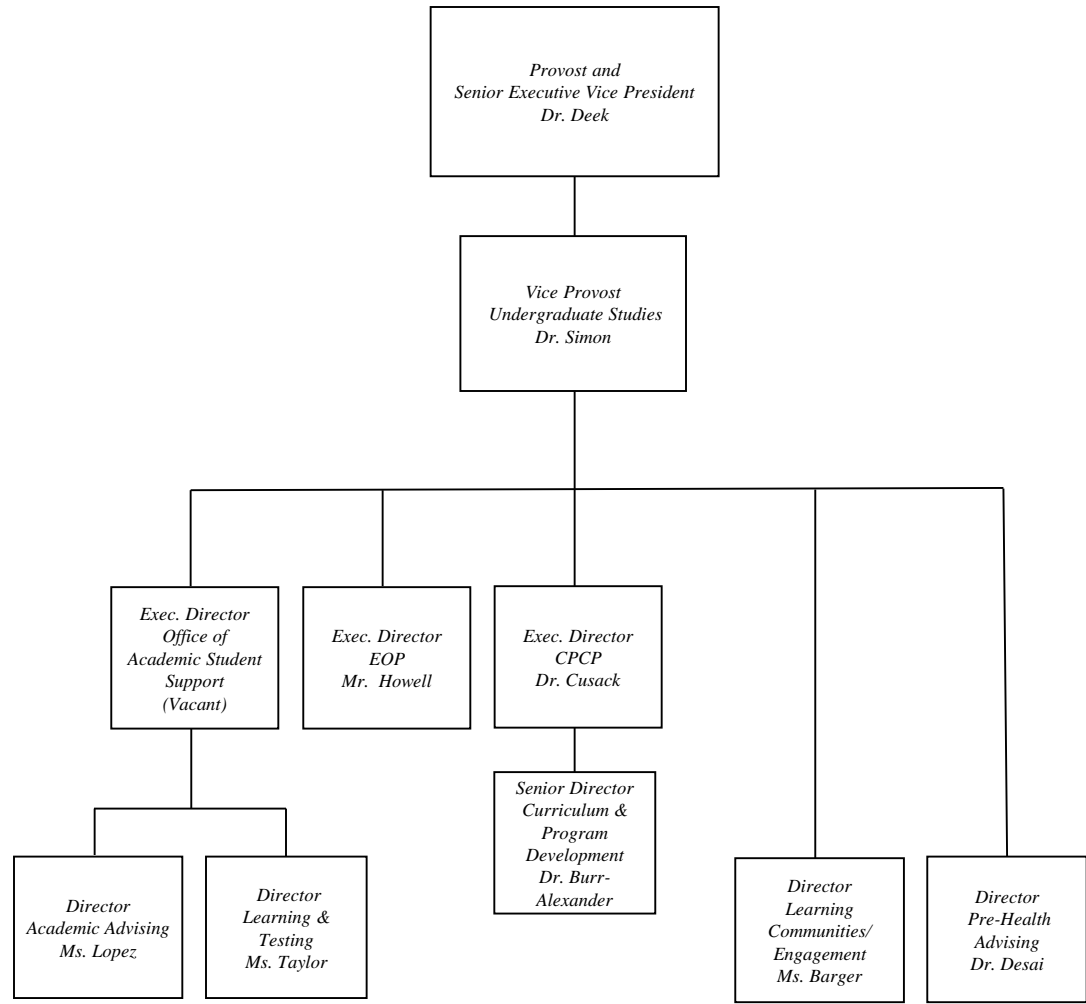 Provost and
Senior Executive Vice President
Dr. Deek
Vice Provost
Undergraduate Studies
Dr. Simon
Exec. Director
Office of
Academic Student
Support
(Vacant)
Exec. Director
EOP
Mr. Howell
Exec. Director
CPCP
Dr. Cusack
Senior Director
Curriculum &
Program
Development
Dr. Burr-
Alexander
Director
Academic Advising
Ms. Lopez
Director
Learning &
Testing
Ms. Taylor
Director
Learning
Communities/
Engagement
Ms. Barger
Director
Pre-Health
Advising
Dr. Desai